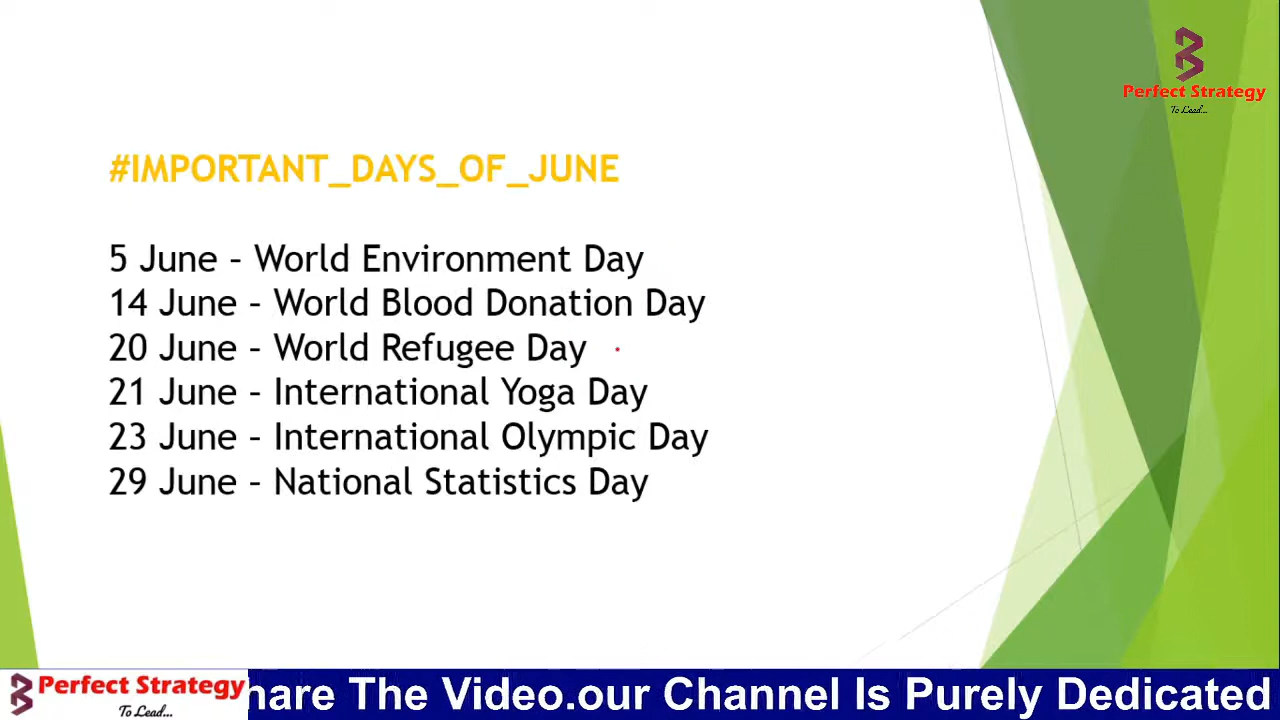 Perfect Strategy
To Lead...
#IMPORTANT_DAYS_OF_JUNE
5 June – World Environment Day
14 June – World Blood Donation Day
20 June – World Refugee Day
21 June – International Yoga Day
23 June – International Olympic Day
29 June – National Statistics Day
Perfect Strategy
To Lead...
hare The Video.our Channel Is Purely Dedicated